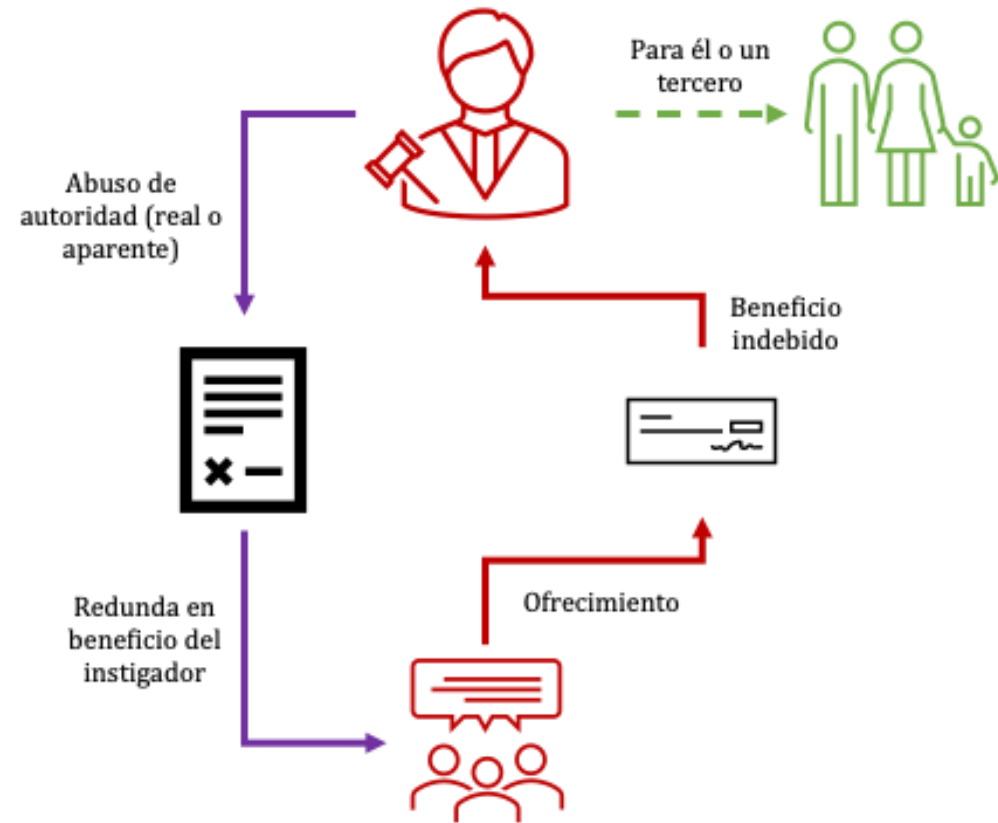 Para él o un
tercero
Abuso de
autoridad (real o
aparente)
Beneficio
indebido
Ofrecimiento
Redunda en
beneficio del
instigador